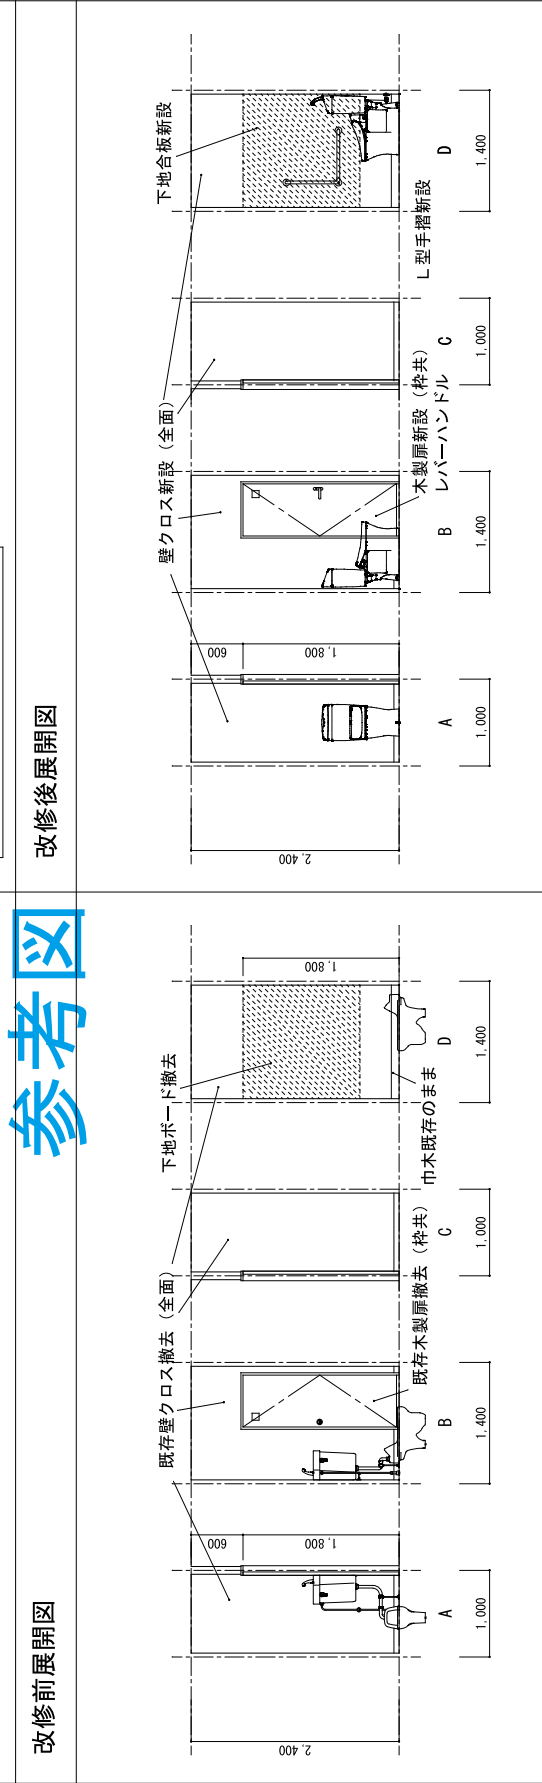 参考図
改修前展開図
既存壁クロス撤去（全面）
下地ボード撤去
2,400
600
1,800
1,800
既存木製扉撤去（枠共）
巾木既存のまま
A
B
C
D
1,000
1,400
1,000
1,400
改修後展開図
壁クロス新設（全面）
下地合板新設
2,400
600
1,800
木製扉新設（枠共）
レバーハンドル
L型手摺新設
A
B
C
D
1,000
1,400
1,000
1,400